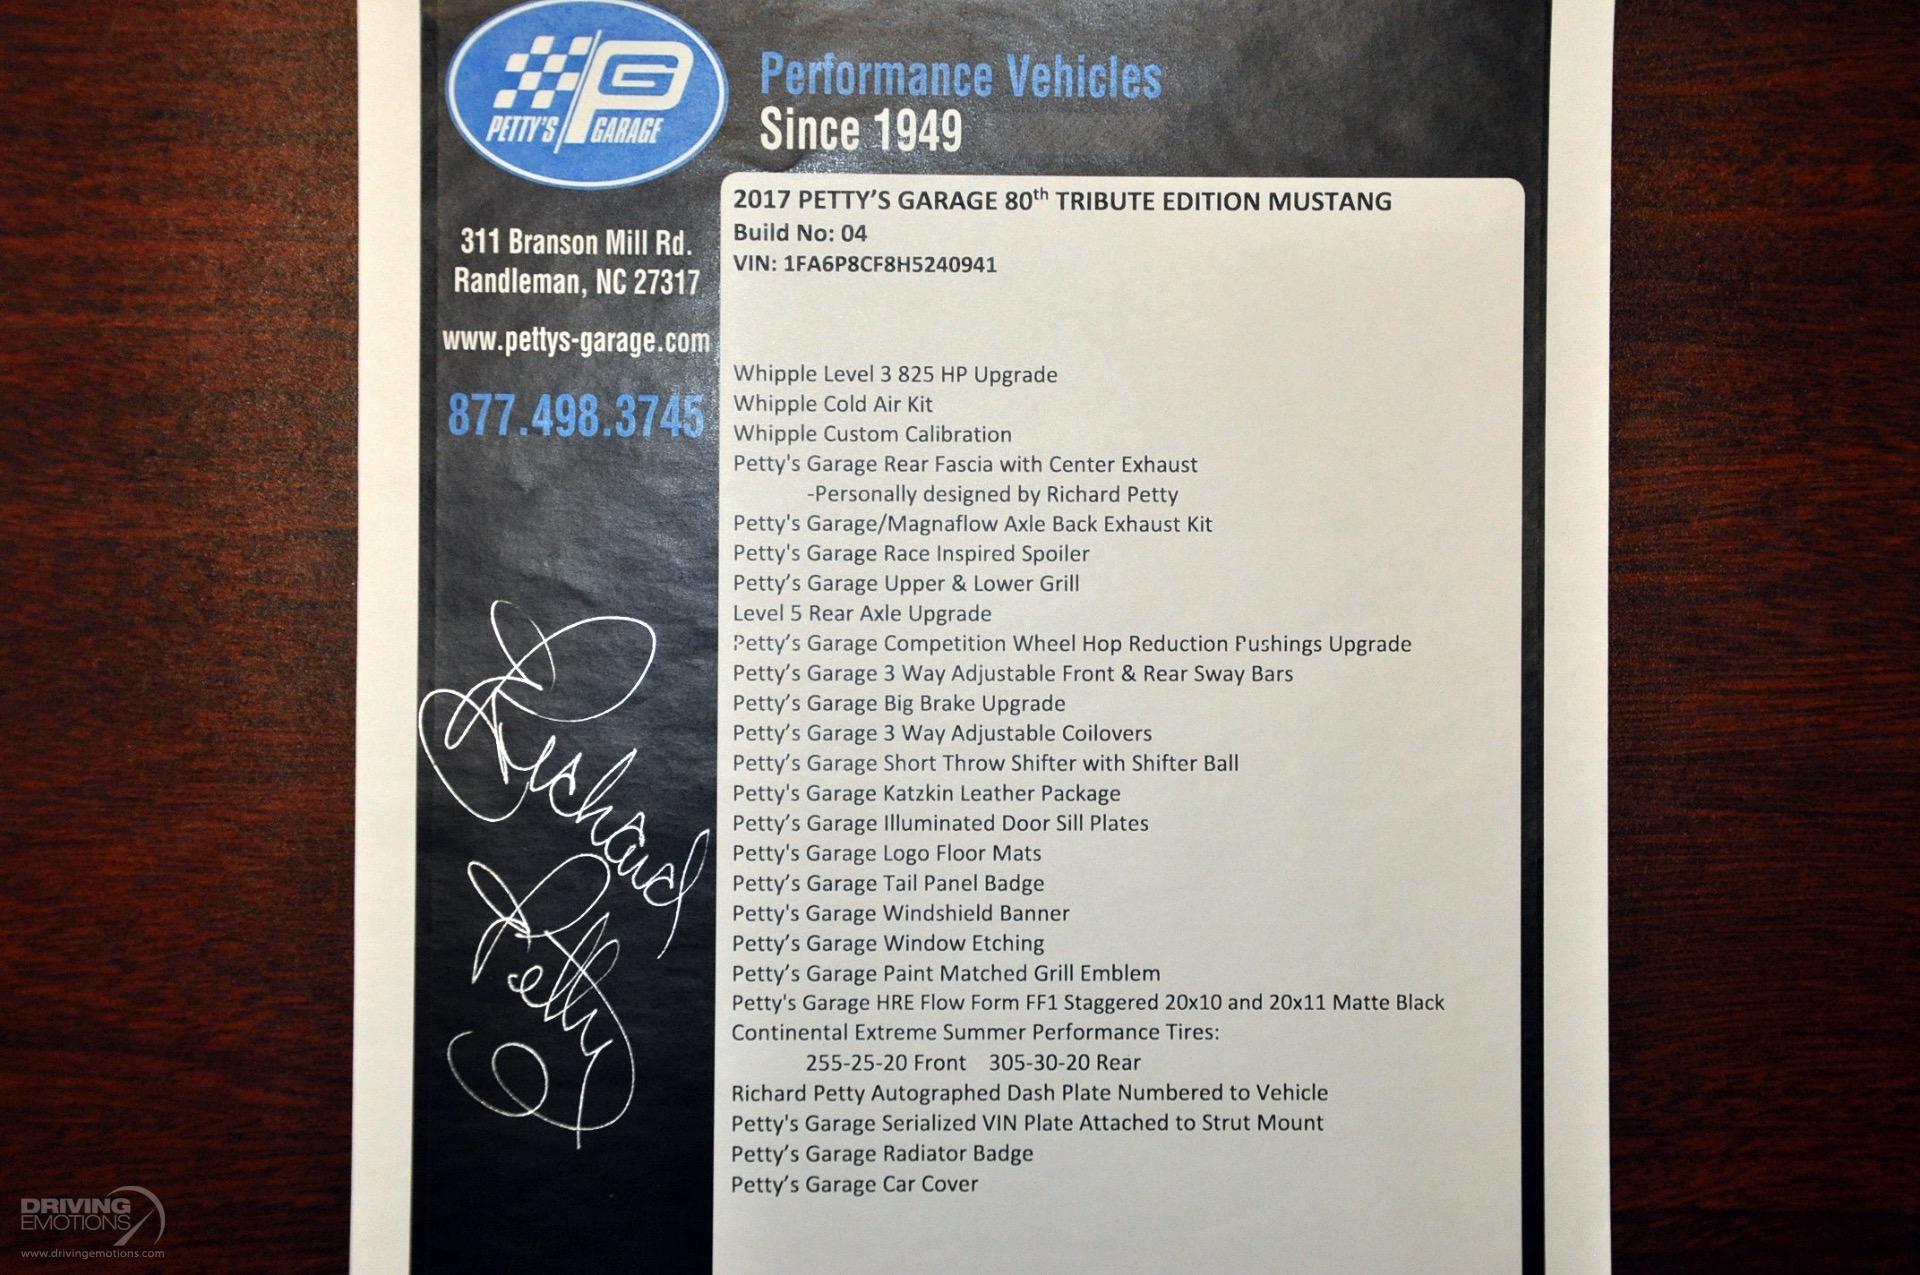 PETTY'S GARAGE
PG
Performance Vehicles
Since 1949
311 Branson Mill Rd.
Randleman, NC 27317
www.pettys-garage.com
877.498.3745
2017 PETTY’S GARAGE 80th TRIBUTE EDITION MUSTANG
Build No: 04
VIN: 1FA6P8CF8H5240941
Whipple Level 3 825 HP Upgrade
Whipple Cold Air Kit
Whipple Custom Calibration
Petty's Garage Rear Fascia with Center Exhaust
-Personally designed by Richard Petty
Petty's Garage/Magnaflow Axle Back Exhaust Kit
Petty's Garage Race Inspired Spoiler
Petty’s Garage Upper & Lower Grill
Level 5 Rear Axle Upgrade
Petty’s Garage Competition Wheel Hop Reduction Bushings Upgrade
Petty’s Garage 3 Way Adjustable Front & Rear Sway Bars
Petty’s Garage Big Brake Upgrade
Petty’s Garage 3 Way Adjustable Coilovers
Petty’s Garage Short Throw Shifter with Shifter Ball
Petty's Garage Katzkin Leather Package
Petty’s Garage Illuminated Door Sill Plates
Petty's Garage Logo Floor Mats
Petty’s Garage Tail Panel Badge
Petty's Garage Windshield Banner
Petty’s Garage Window Etching
Petty’s Garage Paint Matched Grill Emblem
Petty's Garage HRE Flow Form FF1 Staggered 20x10 and 20x11 Matte Black
Continental Extreme Summer Performance Tires:
255-25-20 Front 305-30-20 Rear
Richard Petty Autographed Dash Plate Numbered to Vehicle
Petty's Garage Serialized VIN Plate Attached to Strut Mount
Petty’s Garage Radiator Badge
Petty’s Garage Car Cover
Richard
Petty
DRIVING
EMOTIONS
www.drivingemotions.com